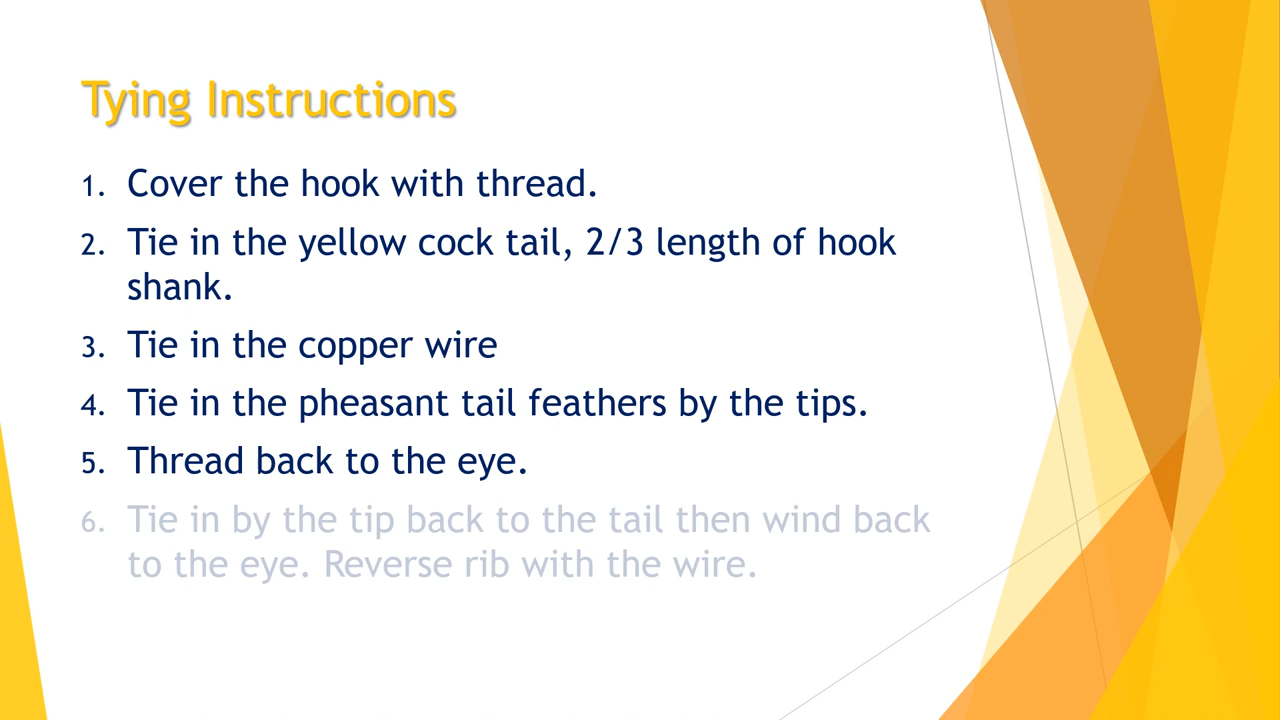 Tying Instructions
1. Cover the hook with thread.
2. Tie in the yellow cock tail, 2/3 length of hook
shank.
3. Tie in the copper wire
4. Tie in the pheasant tail feathers by the tips.
5. Thread back to the eye.
6. Tie in by the tip back to the tail then wind back
to the eye. Reverse rib with the wire.